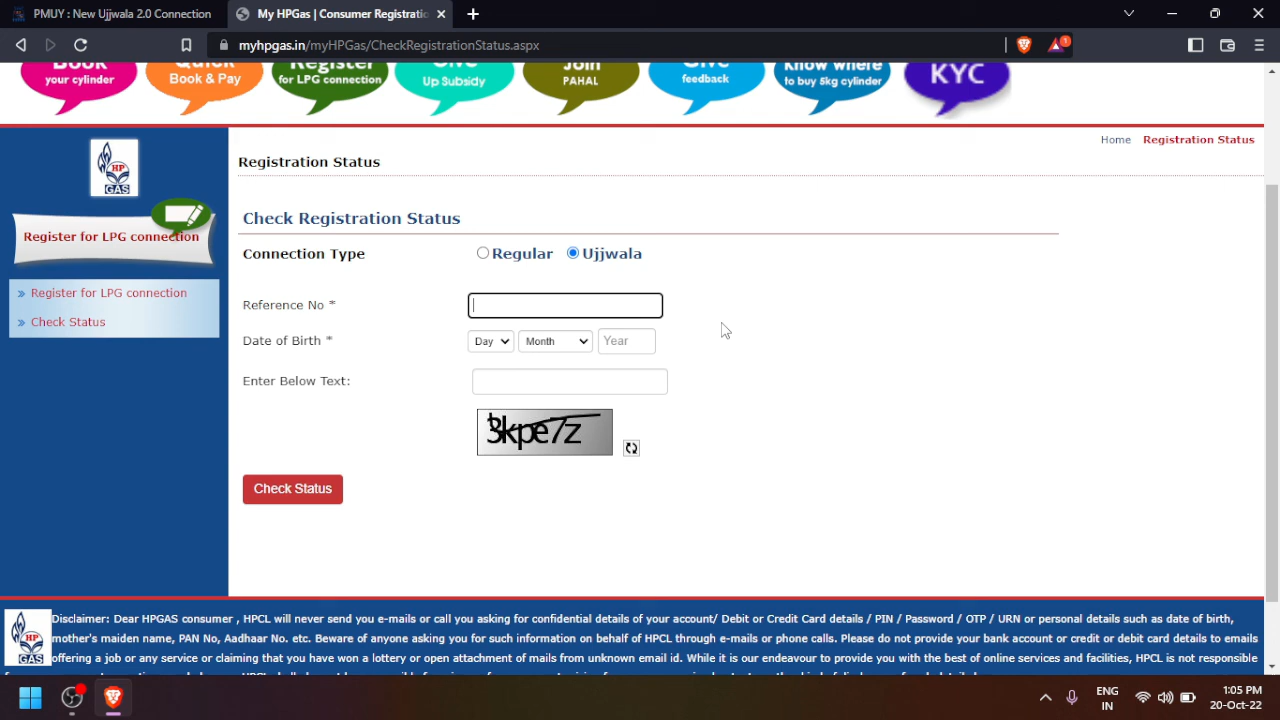 PMUY : New Ujjwala 2.0 Connection
My HPGas | Consumer Registratio
myhpgas.in/myHPGas/CheckRegistrationStatus.aspx
1
Book
your cylinder
Quick
Book & Pay
Register
for LPG connection
Give
Up Subsidy
Join
PAHAL
Give
feedback
Know where
to buy 5kg cylinder
KYC
Home Registration Status
HP
GAS
Register for LPG connection
» Register for LPG connection
» Check Status
Registration Status
Check Registration Status
Connection Type Regular Ujjwala
Reference No *
Date of Birth * Day Month Year
Enter Below Text:
3kpe7z
Check Status
HP
GAS
Disclaimer: Dear HPGAS consumer , HPCL will never send you e-mails or call you asking for confidential details of your account/ Debit or Credit Card details / PIN / Password / OTP / URN or personal details such as date of birth,
mother's maiden name, PAN No, Aadhaar No. etc. Beware of anyone asking you for such information on behalf of HPCL through e-mails or phone calls. Please do not provide your bank account or credit or debit card details to emails
offering a job or any service or claiming that you have won a lottery or open attachment of mails from unknown email id. While it is our endeavour to provide you with the best of online services and facilities, HPCL is not responsible
ENG
IN
1:05 PM
20-Oct-22